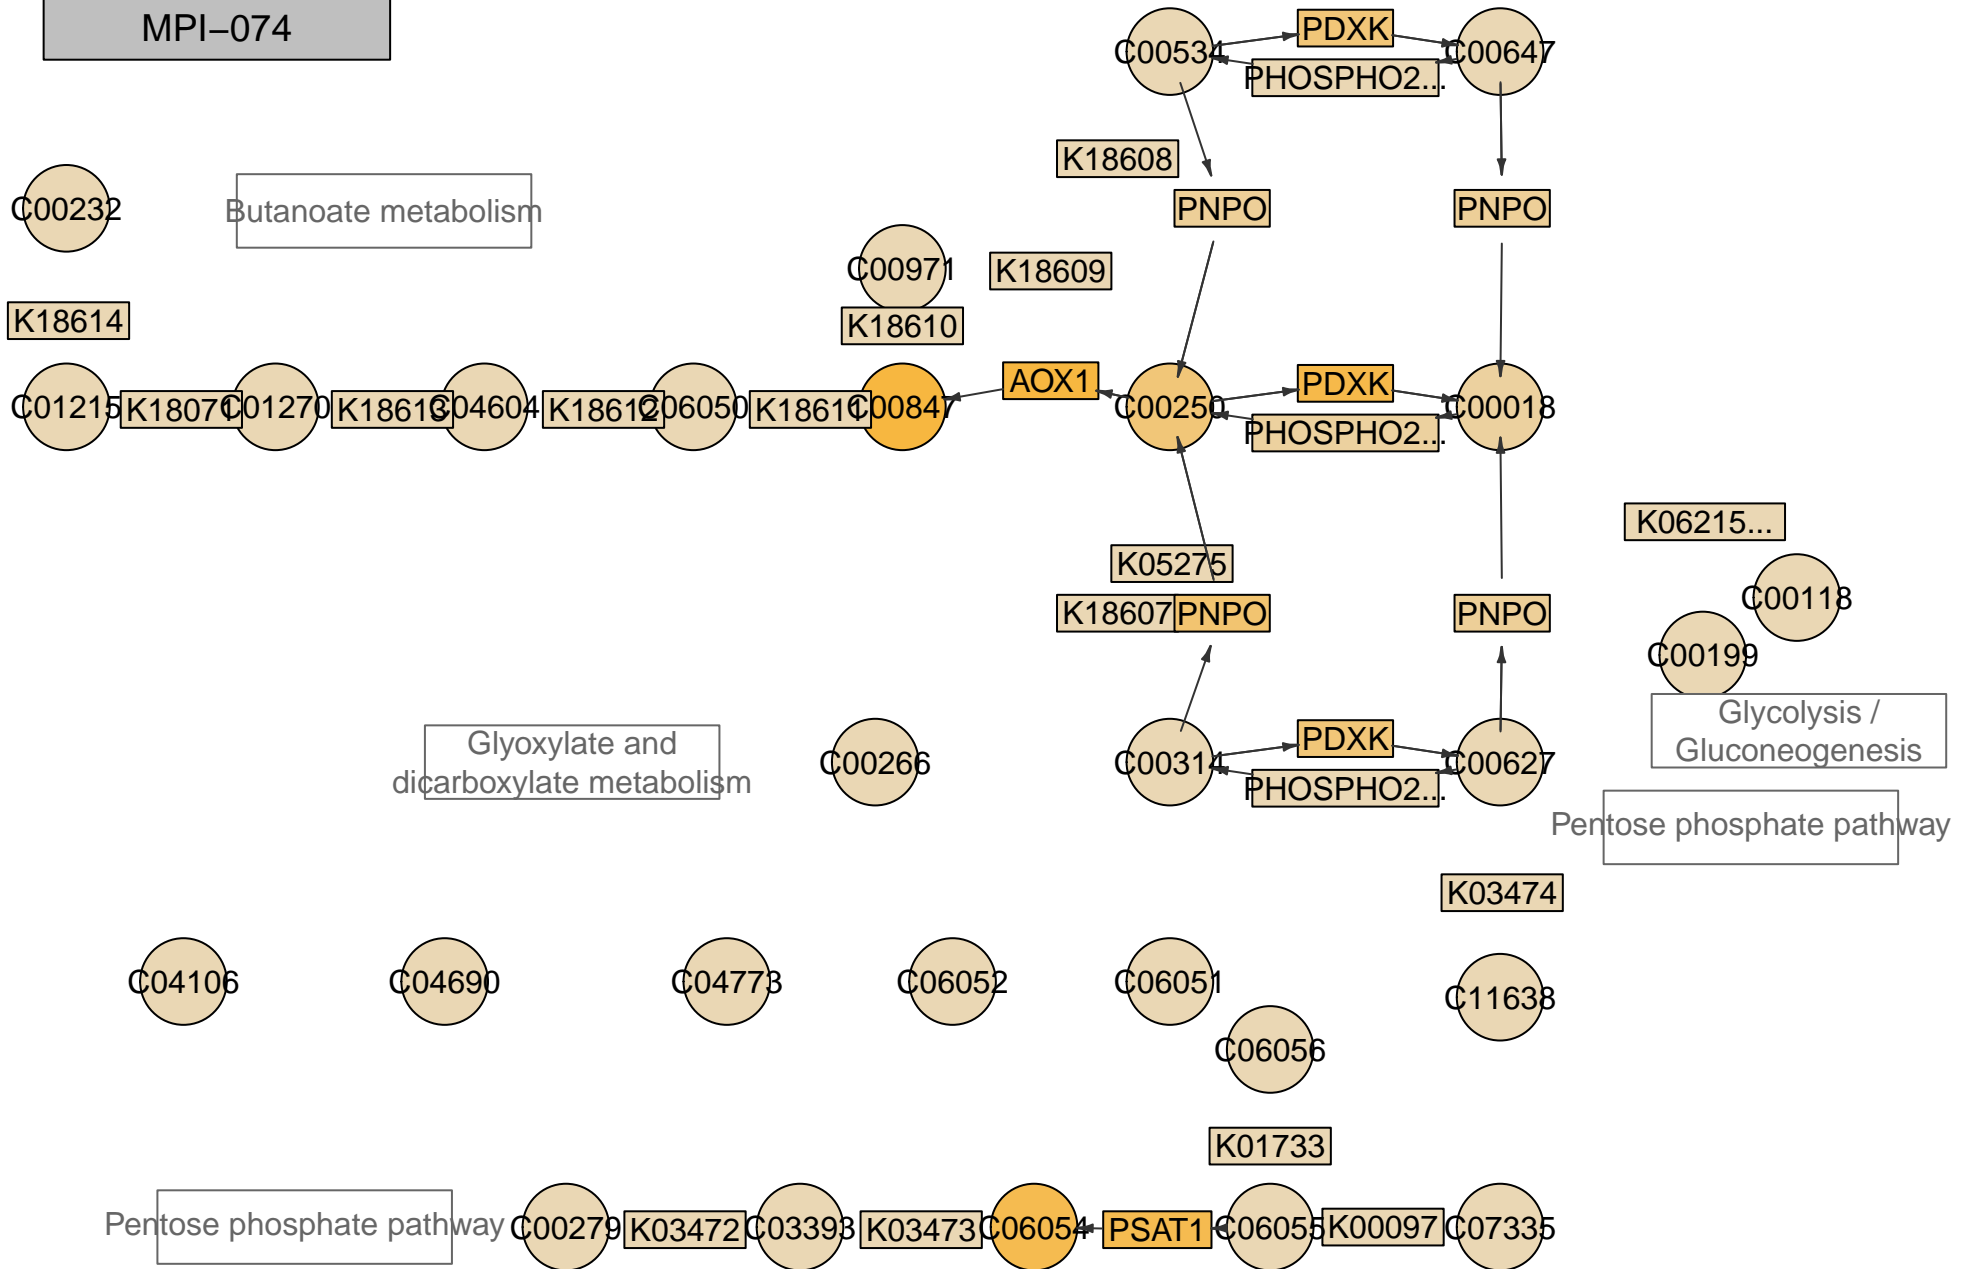 MPI−074
C00534
PDXK
C00647
PHOSPHO2...
K18608
C00232
Butanoate metabolism
PNPO
PNPO
C00971
K18609
K18614
K18610
C01215
K18071
C01270
K18613
C04604
K18612
C06050
K18611
C00847
AOX1
C00250
PDXK
C00018
PHOSPHO2...
K06215...
K05275
C00118
K18607
PNPO
PNPO
C00199
Glycolysis /
Gluconeogenesis
Glyoxylate and
dicarboxylate metabolism
C00266
C00314
PDXK
C00627
PHOSPHO2...
Pentose phosphate pathway
K03474
C04106
C04690
C04773
C06052
C06051
C11638
C06056
K01733
Pentose phosphate pathway
C00279
K03472
C03393
K03473
C06054
PSAT1
C06055
K00097
C07335